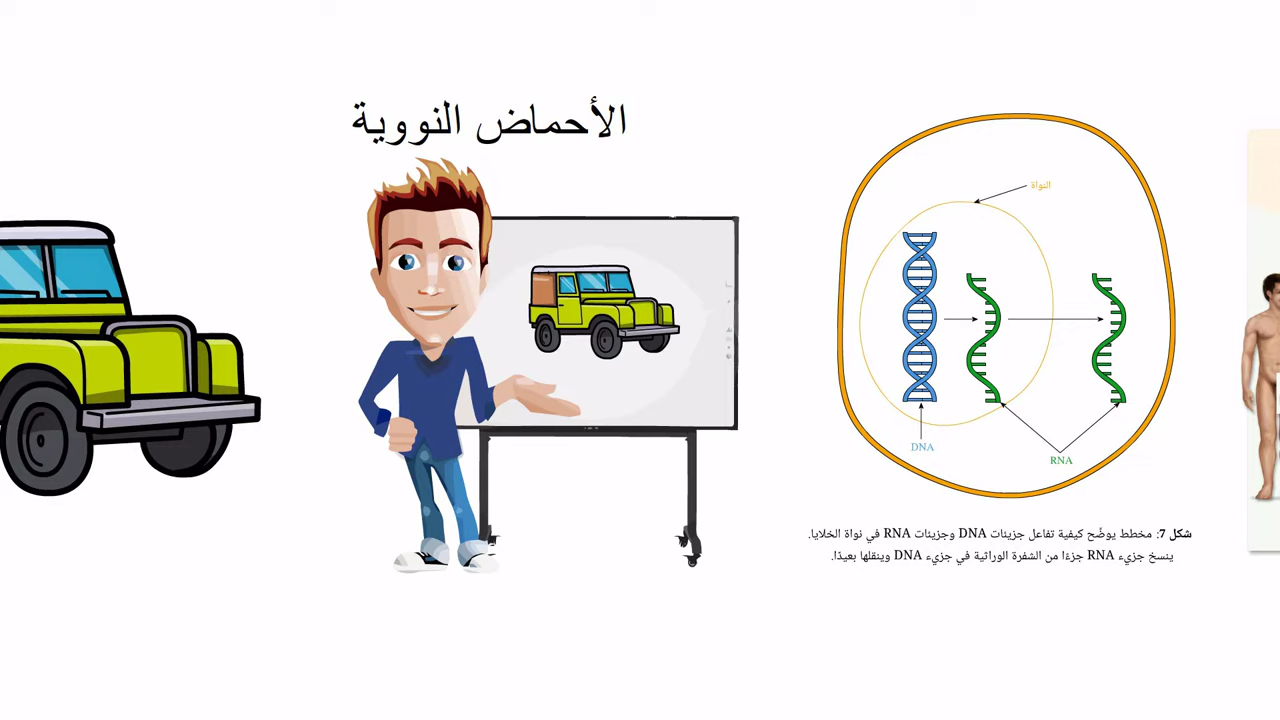 الأحماض النووية
النواة
DNA
RNA
شكل 7: مخطط يوضّح كيفية تفاعل جزيئات DNA وجزيئات RNA في نواة الخلايا.
ينسخ جزيء RNA جزءًا من الشفرة الوراثية في جزيء DNA وينقلها بعيدًا.